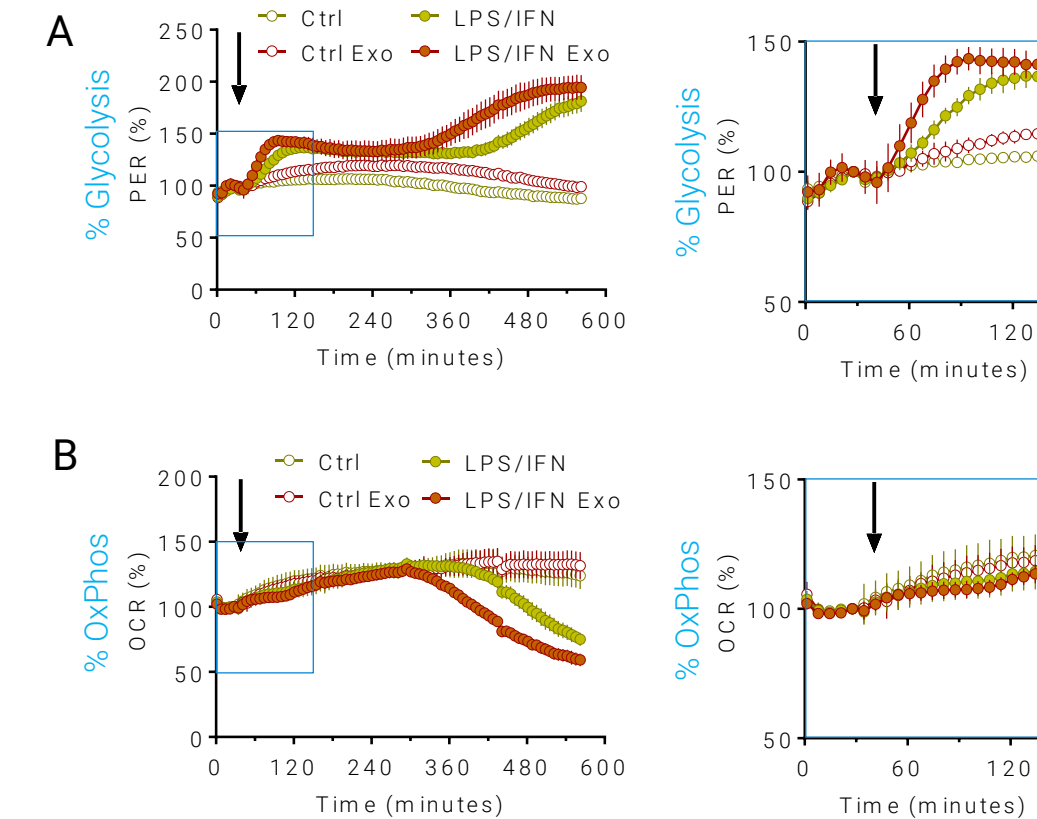 A
Ctrl
LPS/IFN
Ctrl Exo
LPS/IFN Exo
% Glycolysis
PER (%)
250
200
150
100
50
0
0 120 240 360 480 600
Time (minutes)
% Glycolysis
PER (%)
150
100
50
0 60 120
Time (minutes)
B
Ctrl
LPS/IFN
Ctrl Exo
LPS/IFN Exo
% OxPhos
OCR (%)
200
150
100
50
0
0 120 240 360 480 600
Time (minutes)
% OxPhos
OCR (%)
150
100
50
0 60 120
Time (minutes)